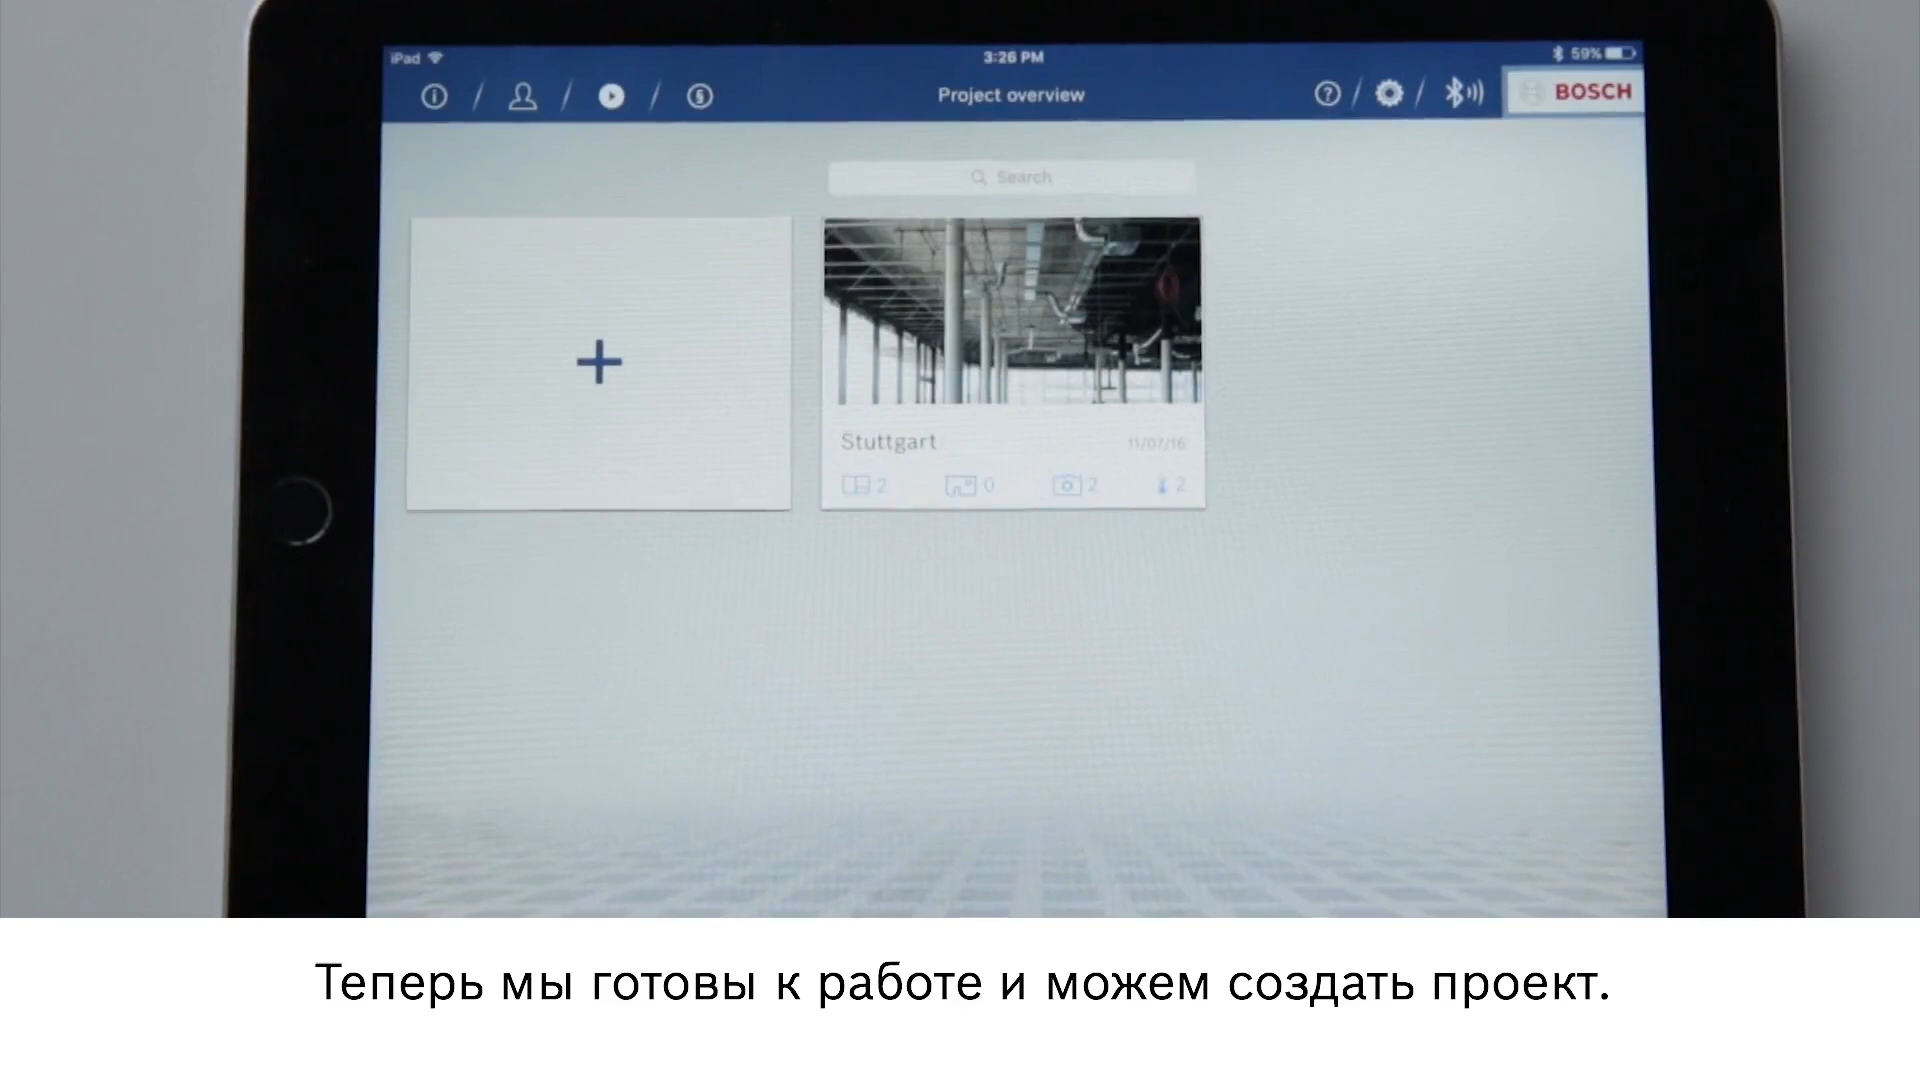 iPad
3:26 PM
59%
Project overview
BOSCH
Search
Stuttgart
11/07/16
2
0
2
2
Теперь мы готовы к работе и можем создать проект.